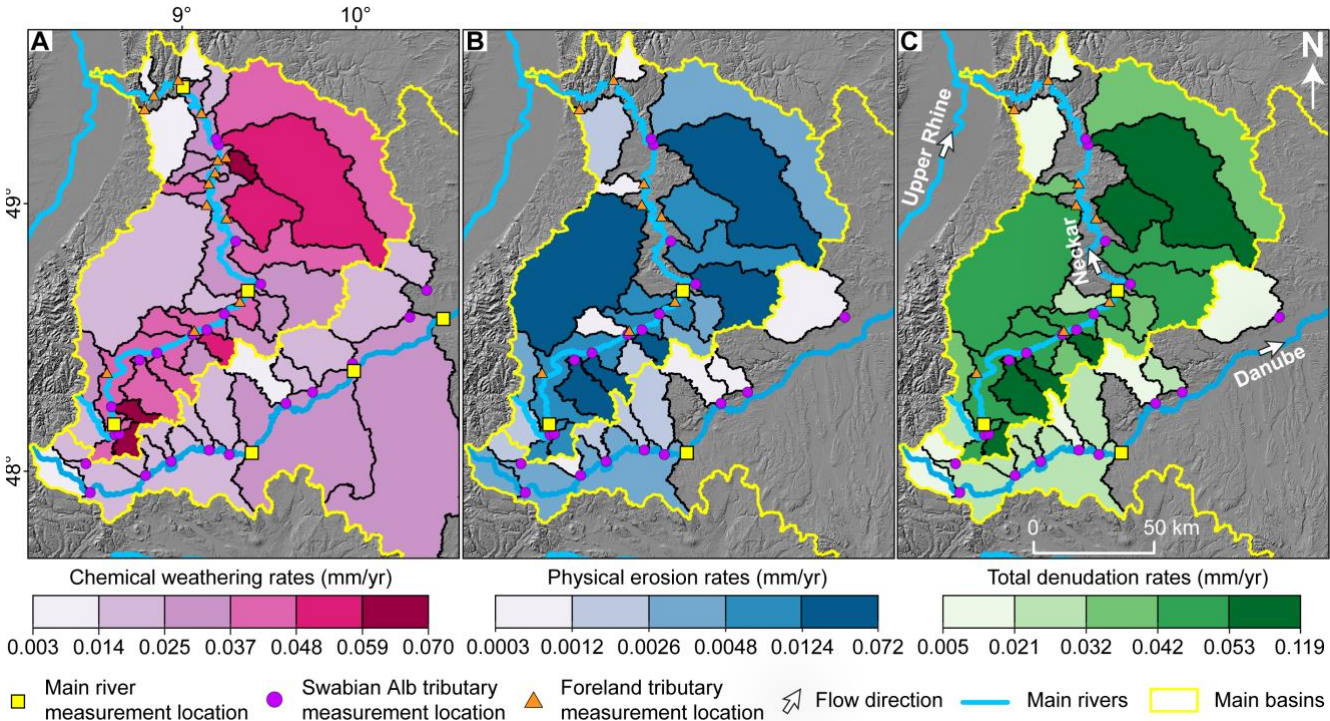 9° 10°
A B C N
49°
48°
Upper Rhine
Neckar
Danube
0 50 km
Chemical weathering rates (mm/yr) Physical erosion rates (mm/yr) Total denudation rates (mm/yr)
0.003 0.014 0.025 0.037 0.048 0.059 0.070 0.0003 0.0012 0.0026 0.0048 0.0124 0.072 0.005 0.021 0.032 0.042 0.053 0.119
Main river Swabian Alb tributary Foreland tributary Flow direction Main rivers Main basins
measurement location measurement location measurement location